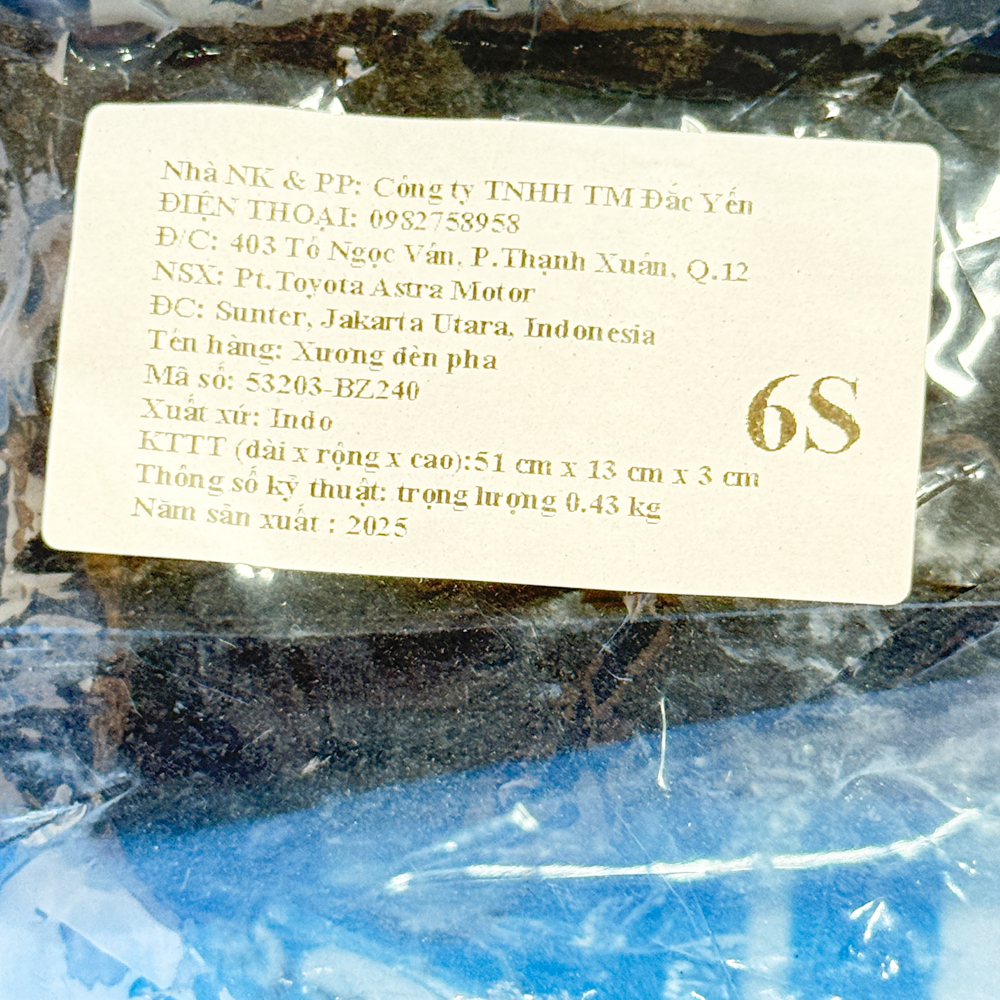 Nhà NK & PP: Công ty TNHH TM Đắc Yến
ĐIỆN THOẠI: 0982758958
Đ/C: 403 Tô Ngọc Vân, P.Thạnh Xuân, Q.12
NSX: Pt.Toyota Astra Motor
ĐC: Sunter, Jakarta Utara, Indonesia
Tên hàng: Xương đèn pha
Mã số: 53203-BZ240
6S
Xuất xứ: Indo
KTTT (dài x rộng x cao):51 cm x 13 cm x 3 cm
Thông số kỹ thuật: trọng lượng 0.43 kg
Năm sản xuất : 2025